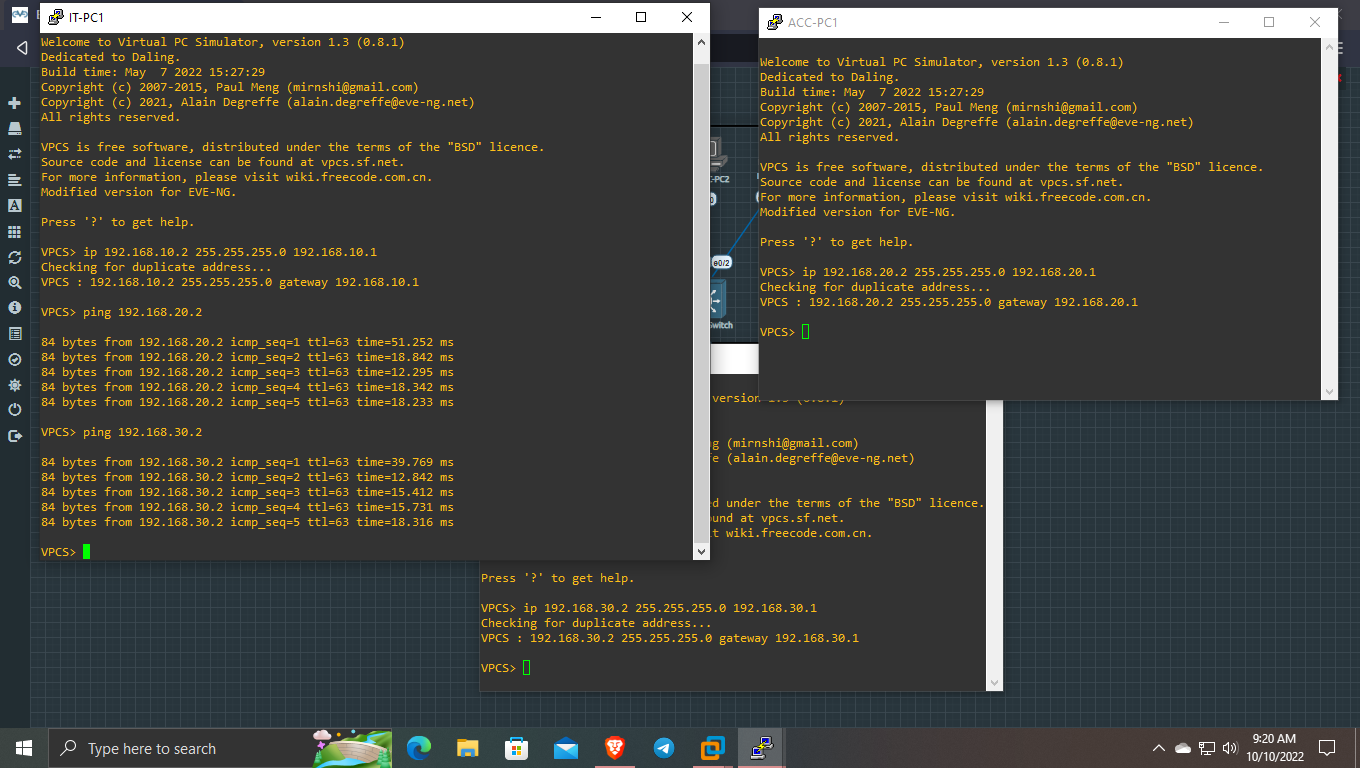 IT-PC1
Welcome to Virtual PC Simulator, version 1.3 (0.8.1)
Dedicated to Daling.
Build time: May  7 2022 15:27:29
Copyright (c) 2007-2015, Paul Meng (mirnshi@gmail.com)
Copyright (c) 2021, Alain Degreffe (alain.degreffe@eve-ng.net)
All rights reserved.
VPCS is free software, distributed under the terms of the "BSD" licence.
Source code and license can be found at vpcs.sf.net.
For more information, please visit wiki.freecode.com.cn.
Modified version for EVE-NG.
Press '?' to get help.
VPCS> ip 192.168.10.2 255.255.255.0 192.168.10.1
Checking for duplicate address...
VPCS : 192.168.10.2 255.255.255.0 gateway 192.168.10.1
VPCS> ping 192.168.20.2
84 bytes from 192.168.20.2 icmp_seq=1 ttl=63 time=51.252 ms
84 bytes from 192.168.20.2 icmp_seq=2 ttl=63 time=18.842 ms
84 bytes from 192.168.20.2 icmp_seq=3 ttl=63 time=12.295 ms
84 bytes from 192.168.20.2 icmp_seq=4 ttl=63 time=18.342 ms
84 bytes from 192.168.20.2 icmp_seq=5 ttl=63 time=18.233 ms
VPCS> ping 192.168.30.2
84 bytes from 192.168.30.2 icmp_seq=1 ttl=63 time=39.769 ms
84 bytes from 192.168.30.2 icmp_seq=2 ttl=63 time=12.842 ms
84 bytes from 192.168.30.2 icmp_seq=3 ttl=63 time=15.412 ms
84 bytes from 192.168.30.2 icmp_seq=4 ttl=63 time=15.731 ms
84 bytes from 192.168.30.2 icmp_seq=5 ttl=63 time=18.316 ms
VPCS>
ACC-PC1
Welcome to Virtual PC Simulator, version 1.3 (0.8.1)
Dedicated to Daling.
Build time: May  7 2022 15:27:29
Copyright (c) 2007-2015, Paul Meng (mirnshi@gmail.com)
Copyright (c) 2021, Alain Degreffe (alain.degreffe@eve-ng.net)
All rights reserved.
VPCS is free software, distributed under the terms of the "BSD" licence.
Source code and license can be found at vpcs.sf.net.
For more information, please visit wiki.freecode.com.cn.
Modified version for EVE-NG.
Press '?' to get help.
VPCS> ip 192.168.20.2 255.255.255.0 192.168.20.1
Checking for duplicate address...
VPCS : 192.168.20.2 255.255.255.0 gateway 192.168.20.1
VPCS>
-PC2
e0/2
Switch
version 1.3 (0.8.1)
(mirnshi@gmail.com)
(alain.degreffe@eve-ng.net)
under the terms of the "BSD" licence.
at vpcs.sf.net.
wiki.freecode.com.cn.
Press '?' to get help.
VPCS> ip 192.168.30.2 255.255.255.0 192.168.30.1
Checking for duplicate address...
VPCS : 192.168.30.2 255.255.255.0 gateway 192.168.30.1
VPCS>
Type here to search
9:20 AM
10/10/2022